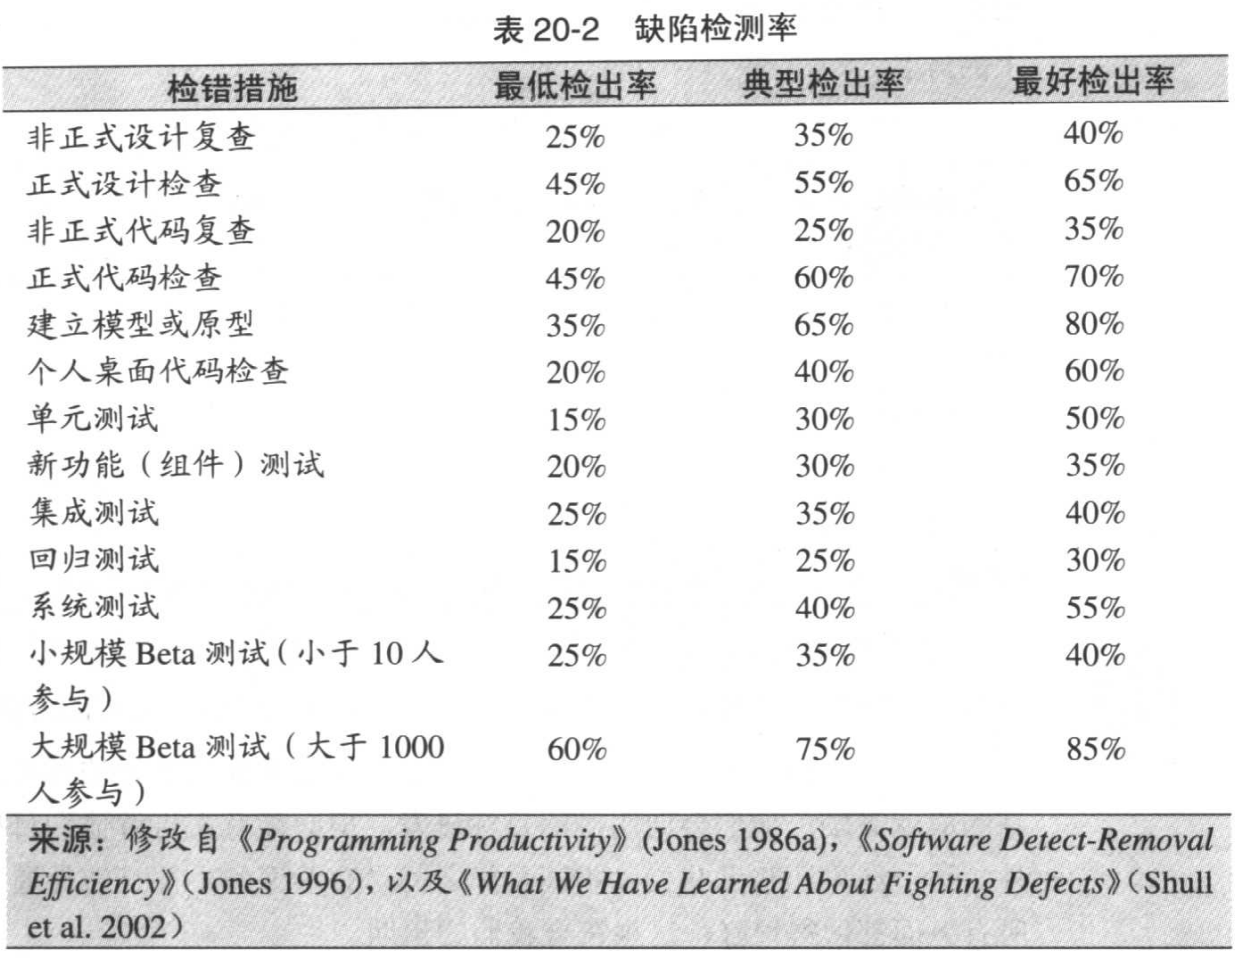 表 20-2 缺陷检测率
检错措施 最低检出率 典型检出率 最好检出率
非正式设计复查 25% 35% 40%
正式设计检查 45% 55% 65%
非正式代码复查 20% 25% 35%
正式代码检查 45% 60% 70%
建立模型或原型 35% 65% 80%
个人桌面代码检查 20% 40% 60%
单元测试 15% 30% 50%
新功能（组件）测试 20% 30% 35%
集成测试 25% 35% 40%
回归测试 15% 25% 30%
系统测试 25% 40% 55%
小规模 Beta 测试（小于 10 人 25% 35% 40%
参与）
大规模 Beta 测试（大于 1000 60% 75% 85%
人参与）
来源：修改自《Programming Productivity》(Jones 1986a)，《Software Detect-Removal
Efficiency》（Jones 1996），以及《What We Have Learned About Fighting Defects》（Shull
et al. 2002）